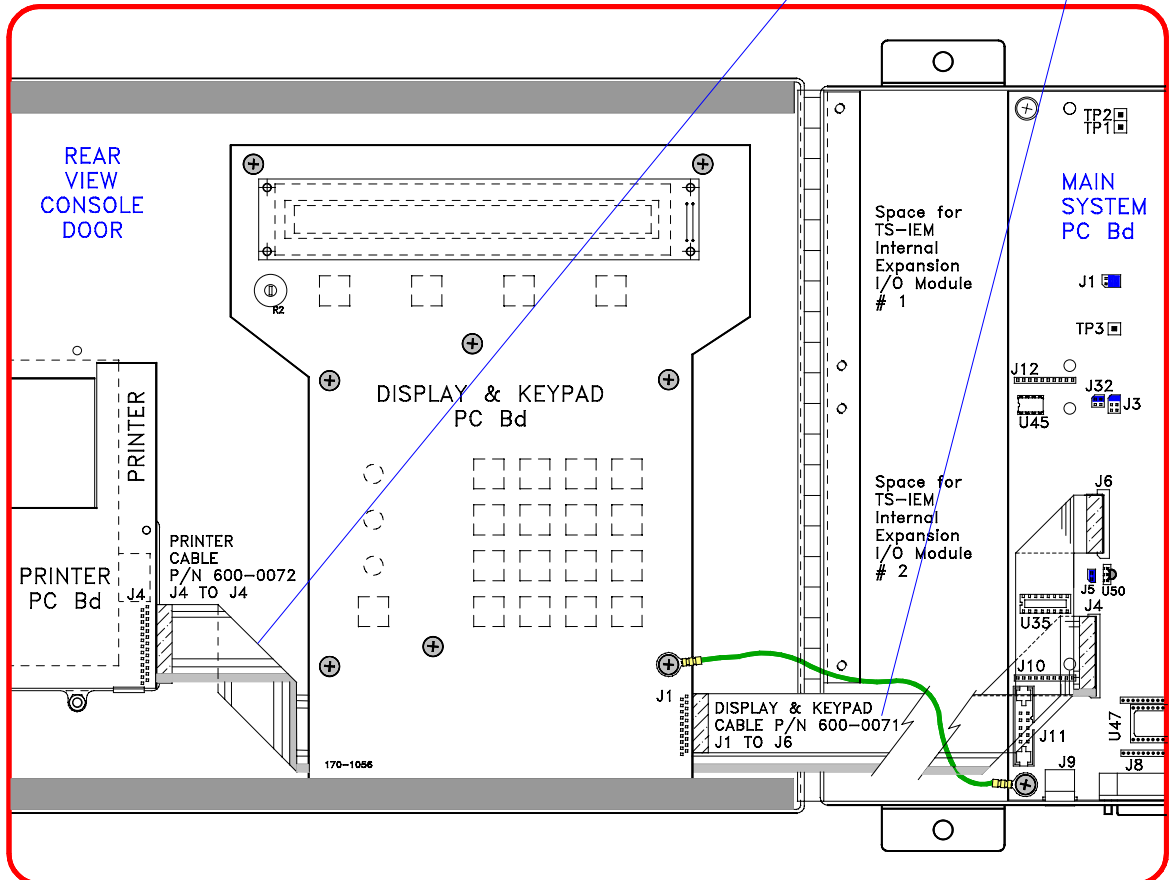 REAR
VIEW
CONSOLE
DOOR
R2
DISPLAY & KEYPAD
PC Bd
PRINTER
PRINTER
PC Bd
J4
PRINTER
CABLE
P/N 600-0072
J4 TO J4
170-1056
J1
DISPLAY & KEYPAD
CABLE P/N 600-0071
J1 TO J6
Space for
TS-IEM
Internal
Expansion
I/O Module
# 1
Space for
TS-IEM
Internal
Expansion
I/O Module
# 2
TP2
TP1
MAIN
SYSTEM
PC Bd
J1
TP3
J12
J32
J3
U45
J6
J5
U50
J4
U35
J10
J11
U47
J9
J8